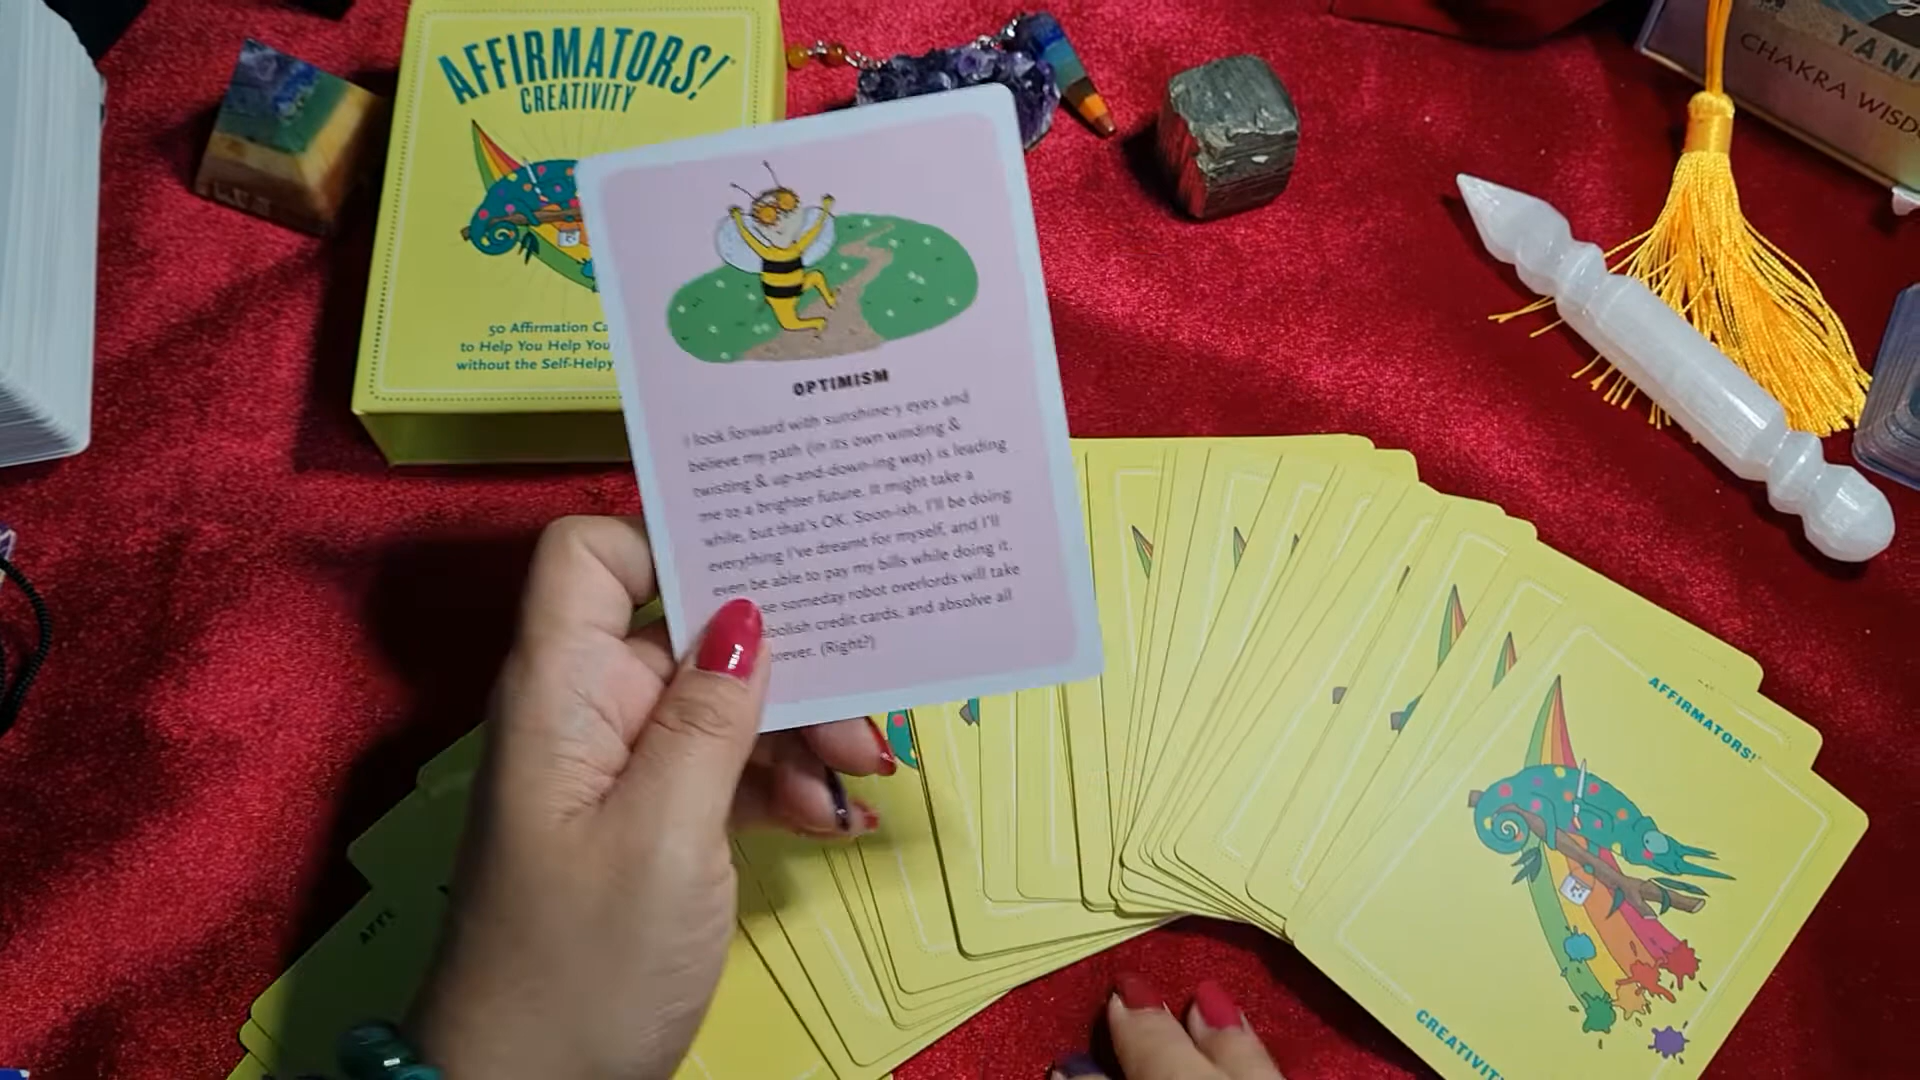 AFFIRMATORS!
CREATIVITY
50 Affirmation
to Help You Help You
without the Self-Helpy
YANI
CHAKRA
OPTIMISM
I look forward with sunshine-y eyes and
believe my path (in its own winding &
twisting & up-and-down-ing way) is leading
me to a brighter future. It might take a
while, but that's OK. Soon-ish, I'll be doing
everything I've dreamt for myself, and I'll
even be able to pay my bills while doing it,
someday robot overlords will take
abolish credit cards, and absolve all
(Right?)
AFFIRMATORS!
CREATIVITY